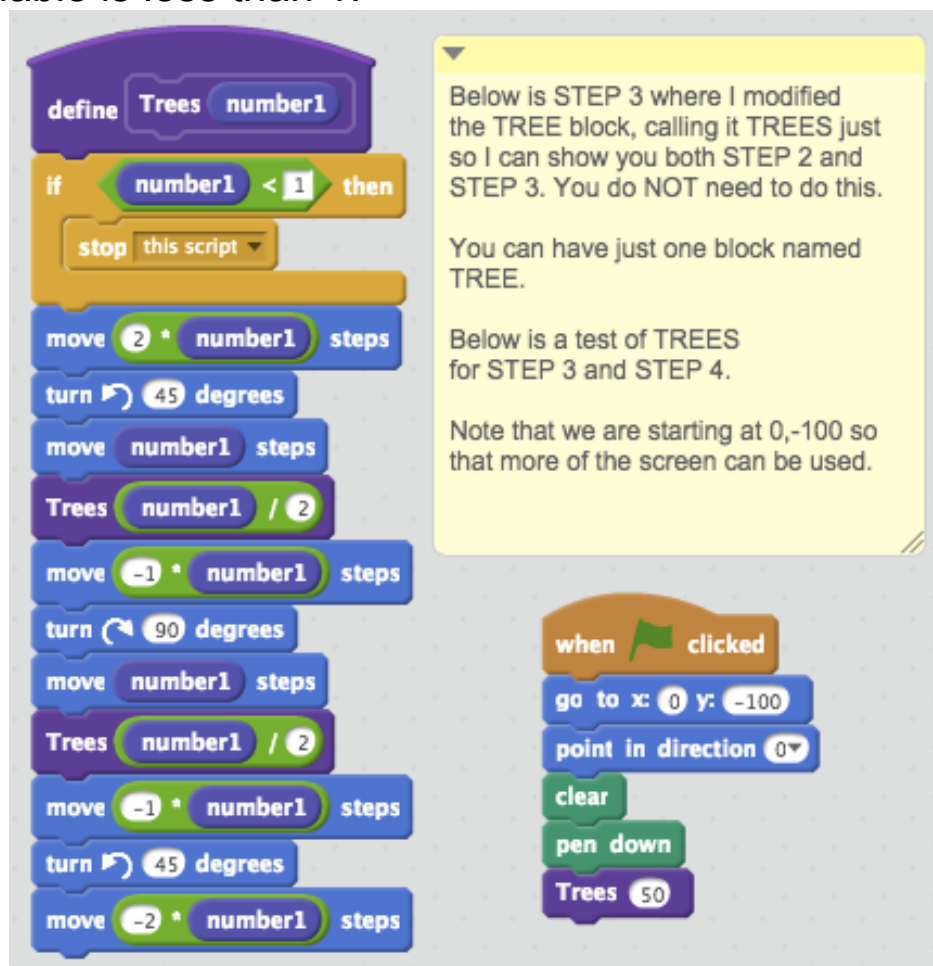 define Trees number1
if number1 < 1 then
stop this script
move 2 * number1 steps
turn 45 degrees
move number1 steps
Trees number1 / 2
move -1 * number1 steps
turn 90 degrees
move number1 steps
Trees number1 / 2
move -1 * number1 steps
turn 45 degrees
move -2 * number1 steps
Below is STEP 3 where I modified
the TREE block, calling it TREES just
so I can show you both STEP 2 and
STEP 3. You do NOT need to do this.
You can have just one block named
TREE.
Below is a test of TREES
for STEP 3 and STEP 4.
Note that we are starting at 0,-100 so
that more of the screen can be used.
when clicked
go to x: 0 y: -100
point in direction 0
clear
pen down
Trees 50